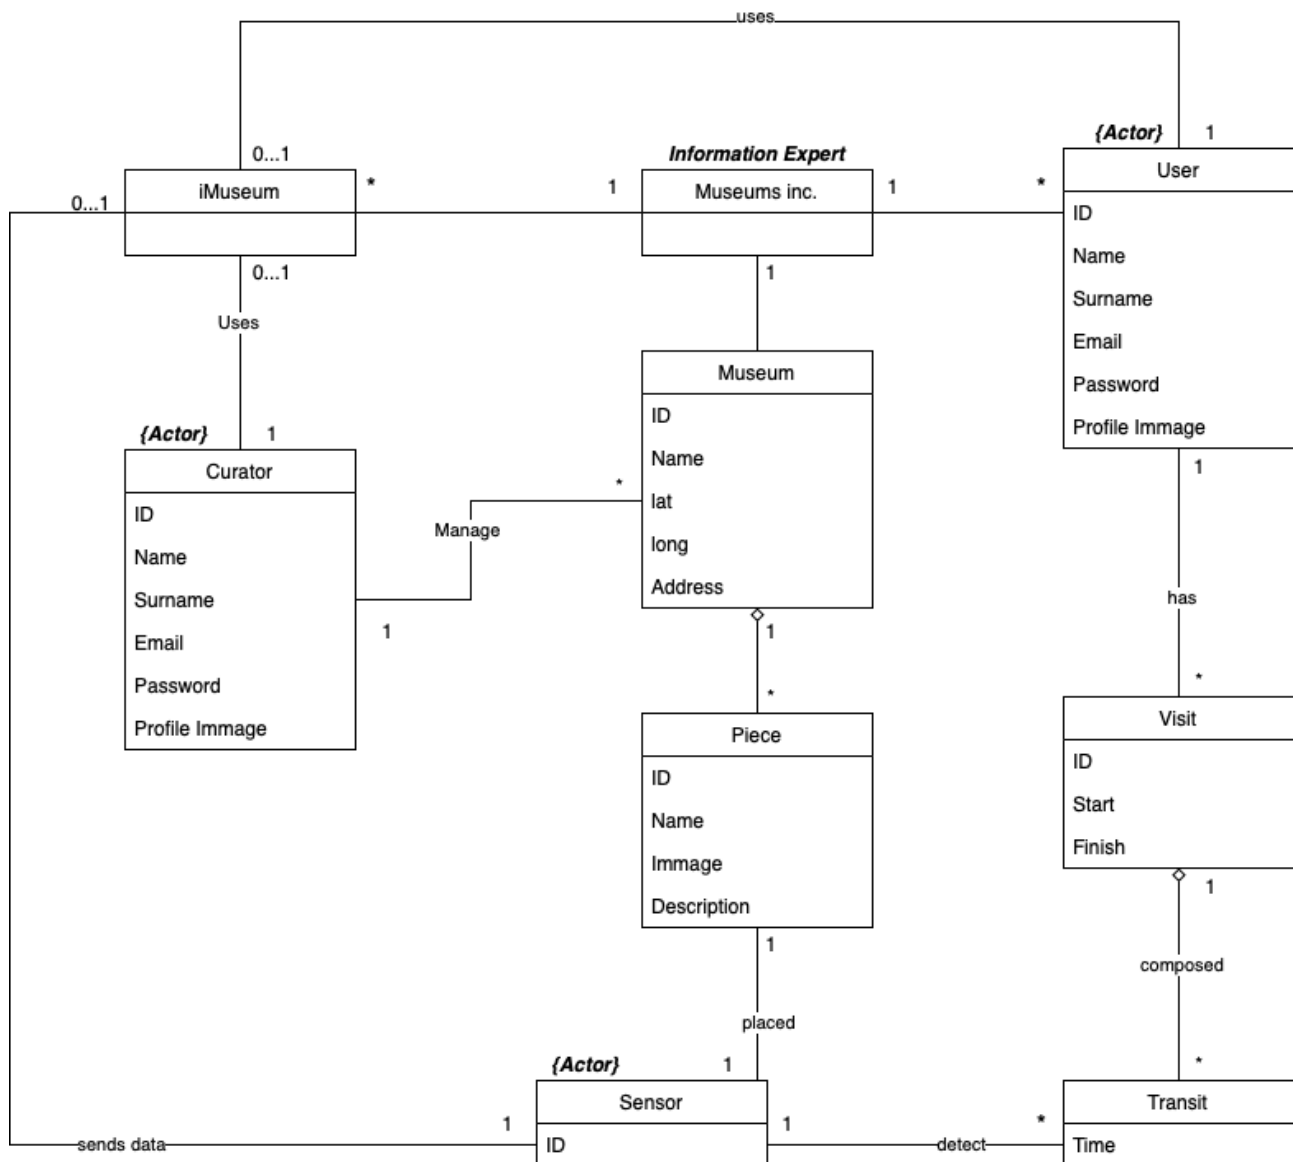 uses
{Actor}
1
0...1
Information Expert
User
iMuseum
*
1
Museums inc.
1
*
0...1
ID
0...1
1
Name
Surname
Uses
Email
Museum
Password
ID
Profile Immage
{Actor}
1
Name
1
Curator
*
lat
ID
Manage
long
Name
Address
Surname
has
1
1
Email
*
*
Password
Visit
Profile Immage
Piece
ID
ID
Start
Name
Finish
Immage
1
Description
1
composed
placed
{Actor}
1
*
Sensor
Transit
1
ID
1
*
sends data
detect
Time